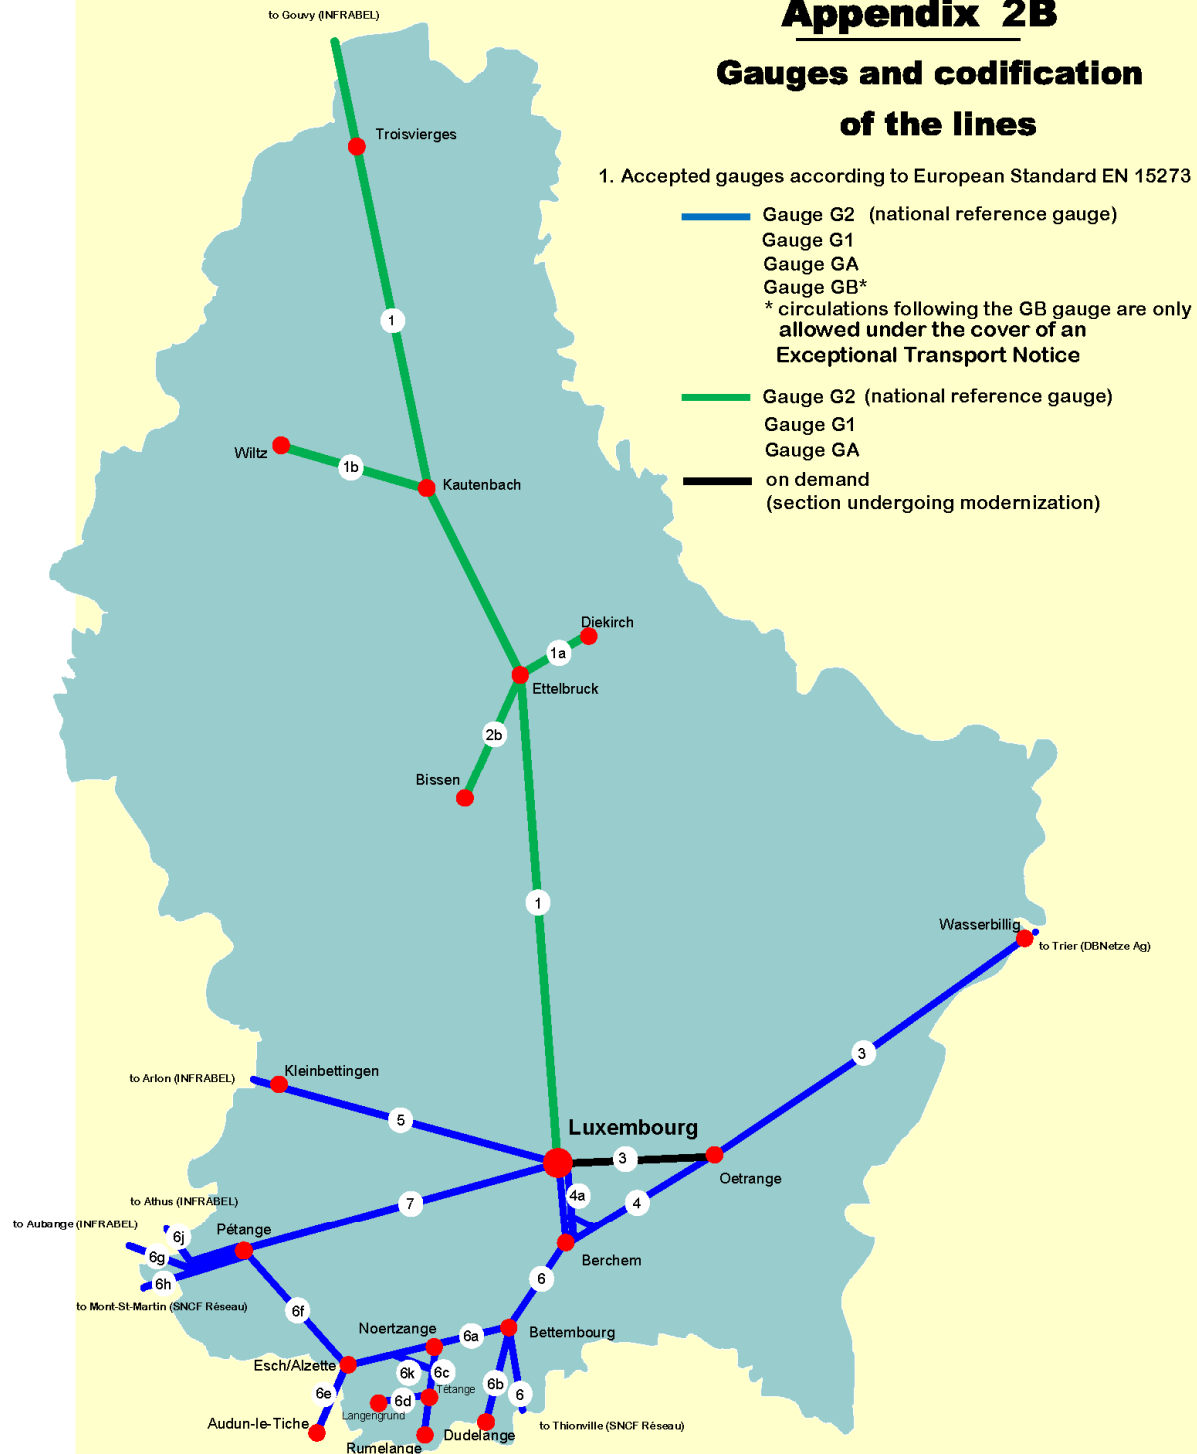 to Gouvy (INFRABEL)
Appendix 2B
Gauges and codification
of the lines
1. Accepted gauges according to European Standard EN 15273
Gauge G2 (national reference gauge)
Gauge G1
Gauge GA
Gauge GB*
* circulations following the GB gauge are only
allowed under the cover of an
Exceptional Transport Notice
Gauge G2 (national reference gauge)
Gauge G1
Gauge GA
on demand
(section undergoing modernization)
Troisvierges
1
Wiltz
1b
Kautenbach
Diekirch
1a
Ettelbruck
2b
Bissen
1
Wasserbillig
to Trier (DBNetze Ag)
3
Kleinbettingen
to Arlon (INFRABEL)
5
Luxembourg
3
Oetrange
4a
4
7
to Athus (INFRABEL)
to Aubange (INFRABEL)
6j
Pétange
6g
6h
Berchem
6
to Mont-St-Martin (SNCF Réseau)
6f
Noertzange
6a
Bettembourg
Esch/Alzette
6k
6c
6b
6
6e
6d
Tétange
Langengrund
Audun-le-Tiche
Rumelange
Dudelange
to Thionville (SNCF Réseau)